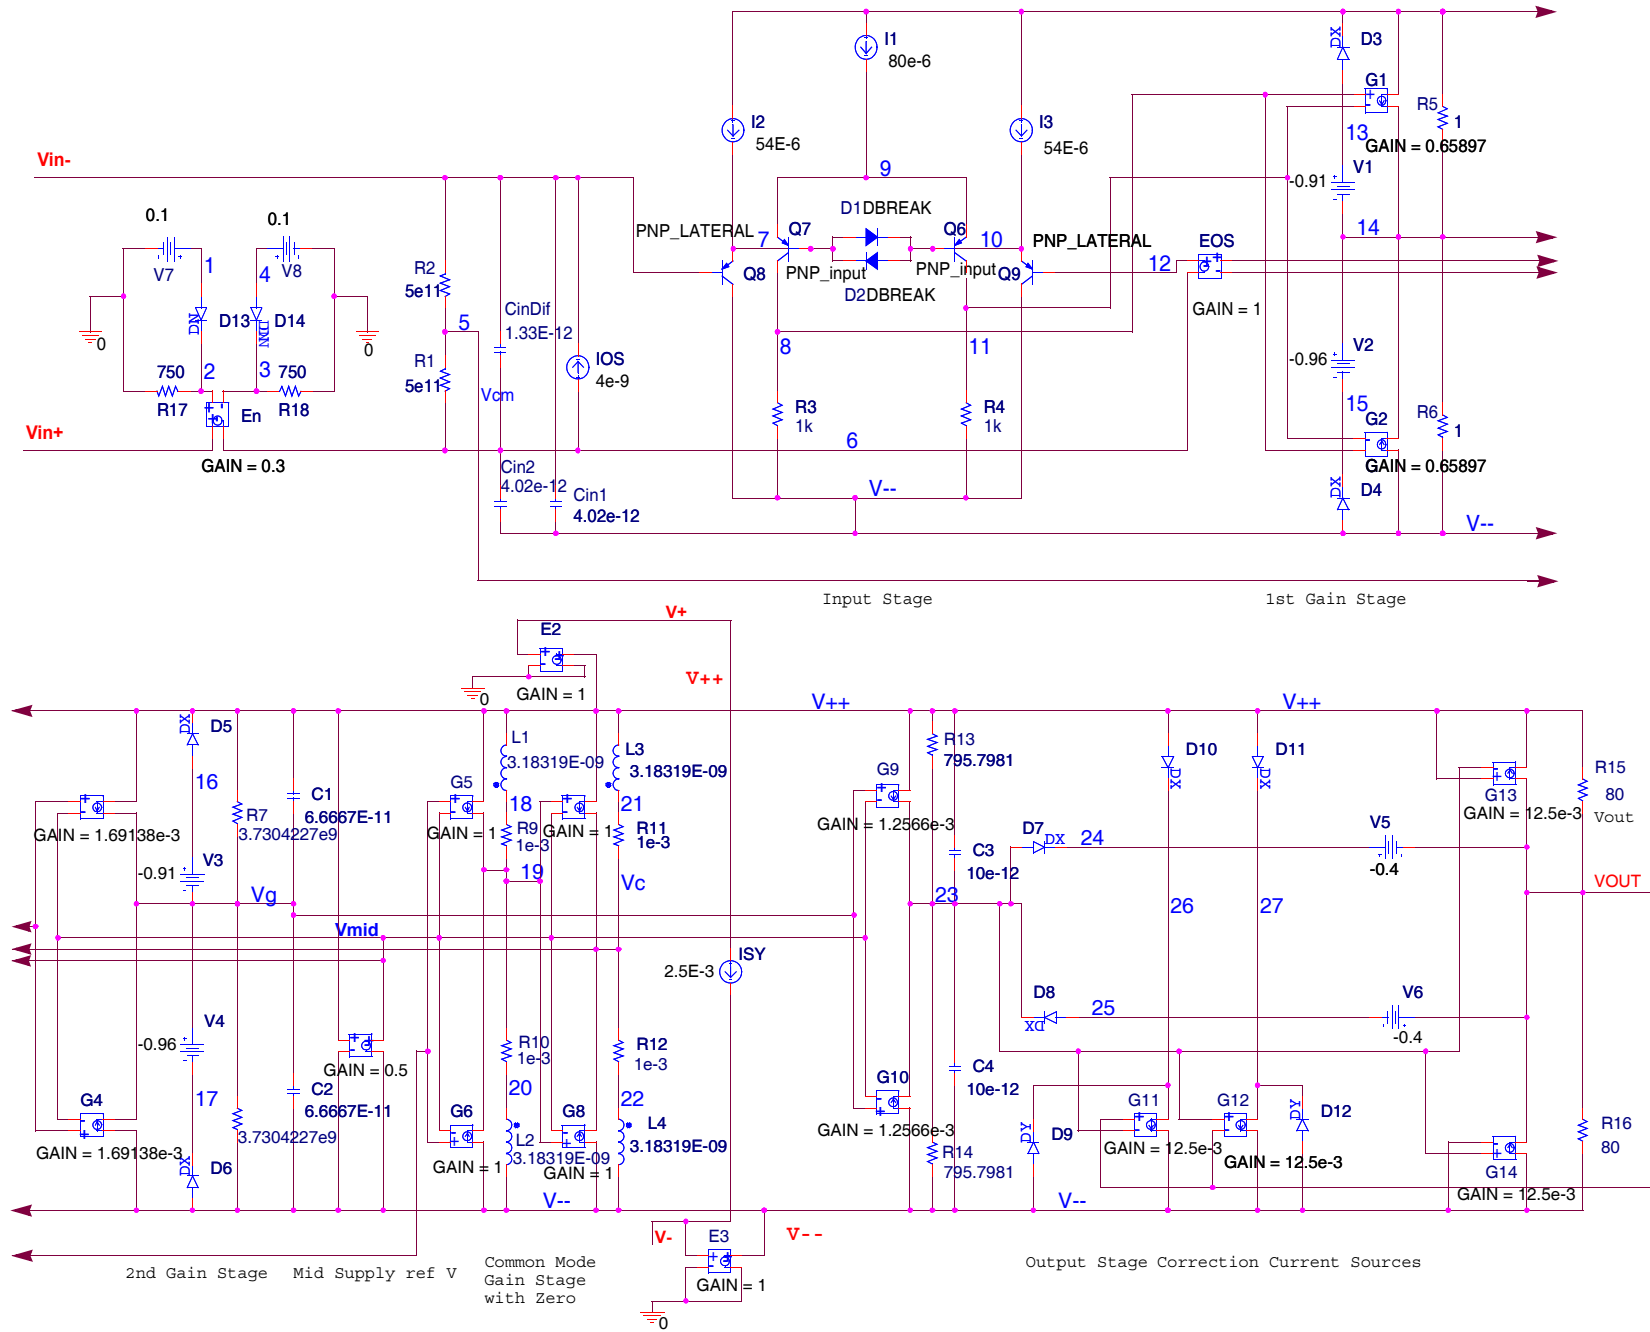 I1
80e-6
DX
D3
G1
R5
1
13
GAIN = 0.65897
I2
54E-6
I3
54E-6
Vin-
9
-0.91
V1
0.1
0.1
V7
V8
1
4
D1DBREAK
PNP_LATERAL
7
Q7
Q6
10
PNP_LATERAL
EOS
14
R2
5e11
PNP_input
PNP_input
Q8
Q9
12
D2DBREAK
GAIN = 1
DN
D13
D14
DN
CinDif
1.33E-12
5
0
0
8
11
V2
-0.96
R1
5e11
IOS
4e-9
750
2
3
750
R17
En
R18
Vcm
R3
1k
R4
1k
15
G2
R6
1
Vin+
6
GAIN = 0.3
GAIN = 0.65897
Cin2
4.02e-12
Cin1
4.02e-12
V--
DX
D4
V--
Input Stage
1st Gain Stage
V+
E2
V++
0
GAIN = 1
V++
V++
DX
D5
L1
3.18319E-09
L3
3.18319E-09
R13
795.7981
D10
DX
D11
DX
16
G5
18
21
G9
G13
R15
80
Vout
R7
3.7304227e9
C1
6.6667E-11
GAIN = 1.69138e-3
GAIN = 1
R9
1e-3
GAIN = 1
R11
1e-3
GAIN = 1.2566e-3
GAIN = 12.5e-3
D7
DX
24
V5
-0.4
V3
-0.91
C3
10e-12
Vg
19
Vc
23
26
27
VOUT
Vmid
ISY
2.5E-3
D8
DX
25
V6
-0.4
V4
-0.96
GAIN = 0.5
R10
1e-3
R12
1e-3
C4
10e-12
17
C2
6.6667E-11
20
22
G10
G4
3.7304227e9
G6
L2
3.18319E-09
G8
L4
3.18319E-09
GAIN = 1.2566e-3
G11
G12
DY
D12
DY
D9
R16
80
GAIN = 1.69138e-3
GAIN = 1
GAIN = 1
R14
795.7981
GAIN = 12.5e-3
GAIN = 12.5e-3
G14
GAIN = 12.5e-3
DX
D6
V--
V--
V-
E3
V--
GAIN = 1
0
2nd Gain Stage
Mid Supply ref V
Common Mode
Gain Stage
with Zero
Output Stage Correction Current Sources